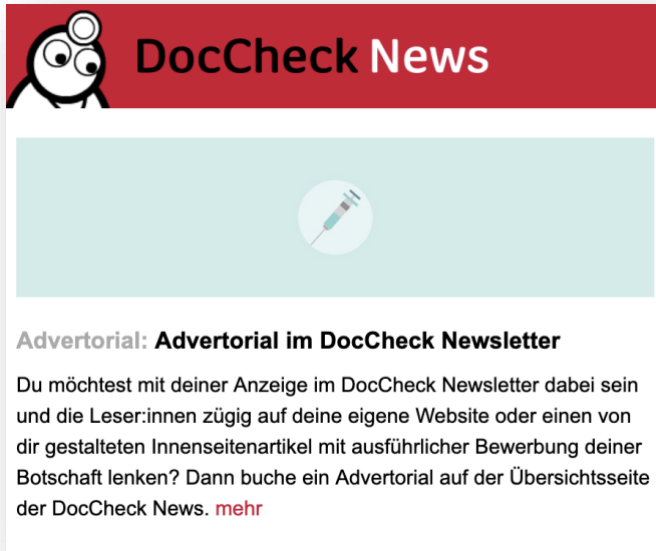 DocCheck News
Advertorial: Advertorial im DocCheck Newsletter
Du möchtest mit deiner Anzeige im DocCheck Newsletter dabei sein
und die Leser:innen zügig auf deine eigene Website oder einen von
dir gestalteten Innenseitenartikel mit ausführlicher Bewerbung deiner
Botschaft lenken? Dann buche ein Advertorial auf der Übersichtsseite
der DocCheck News. mehr